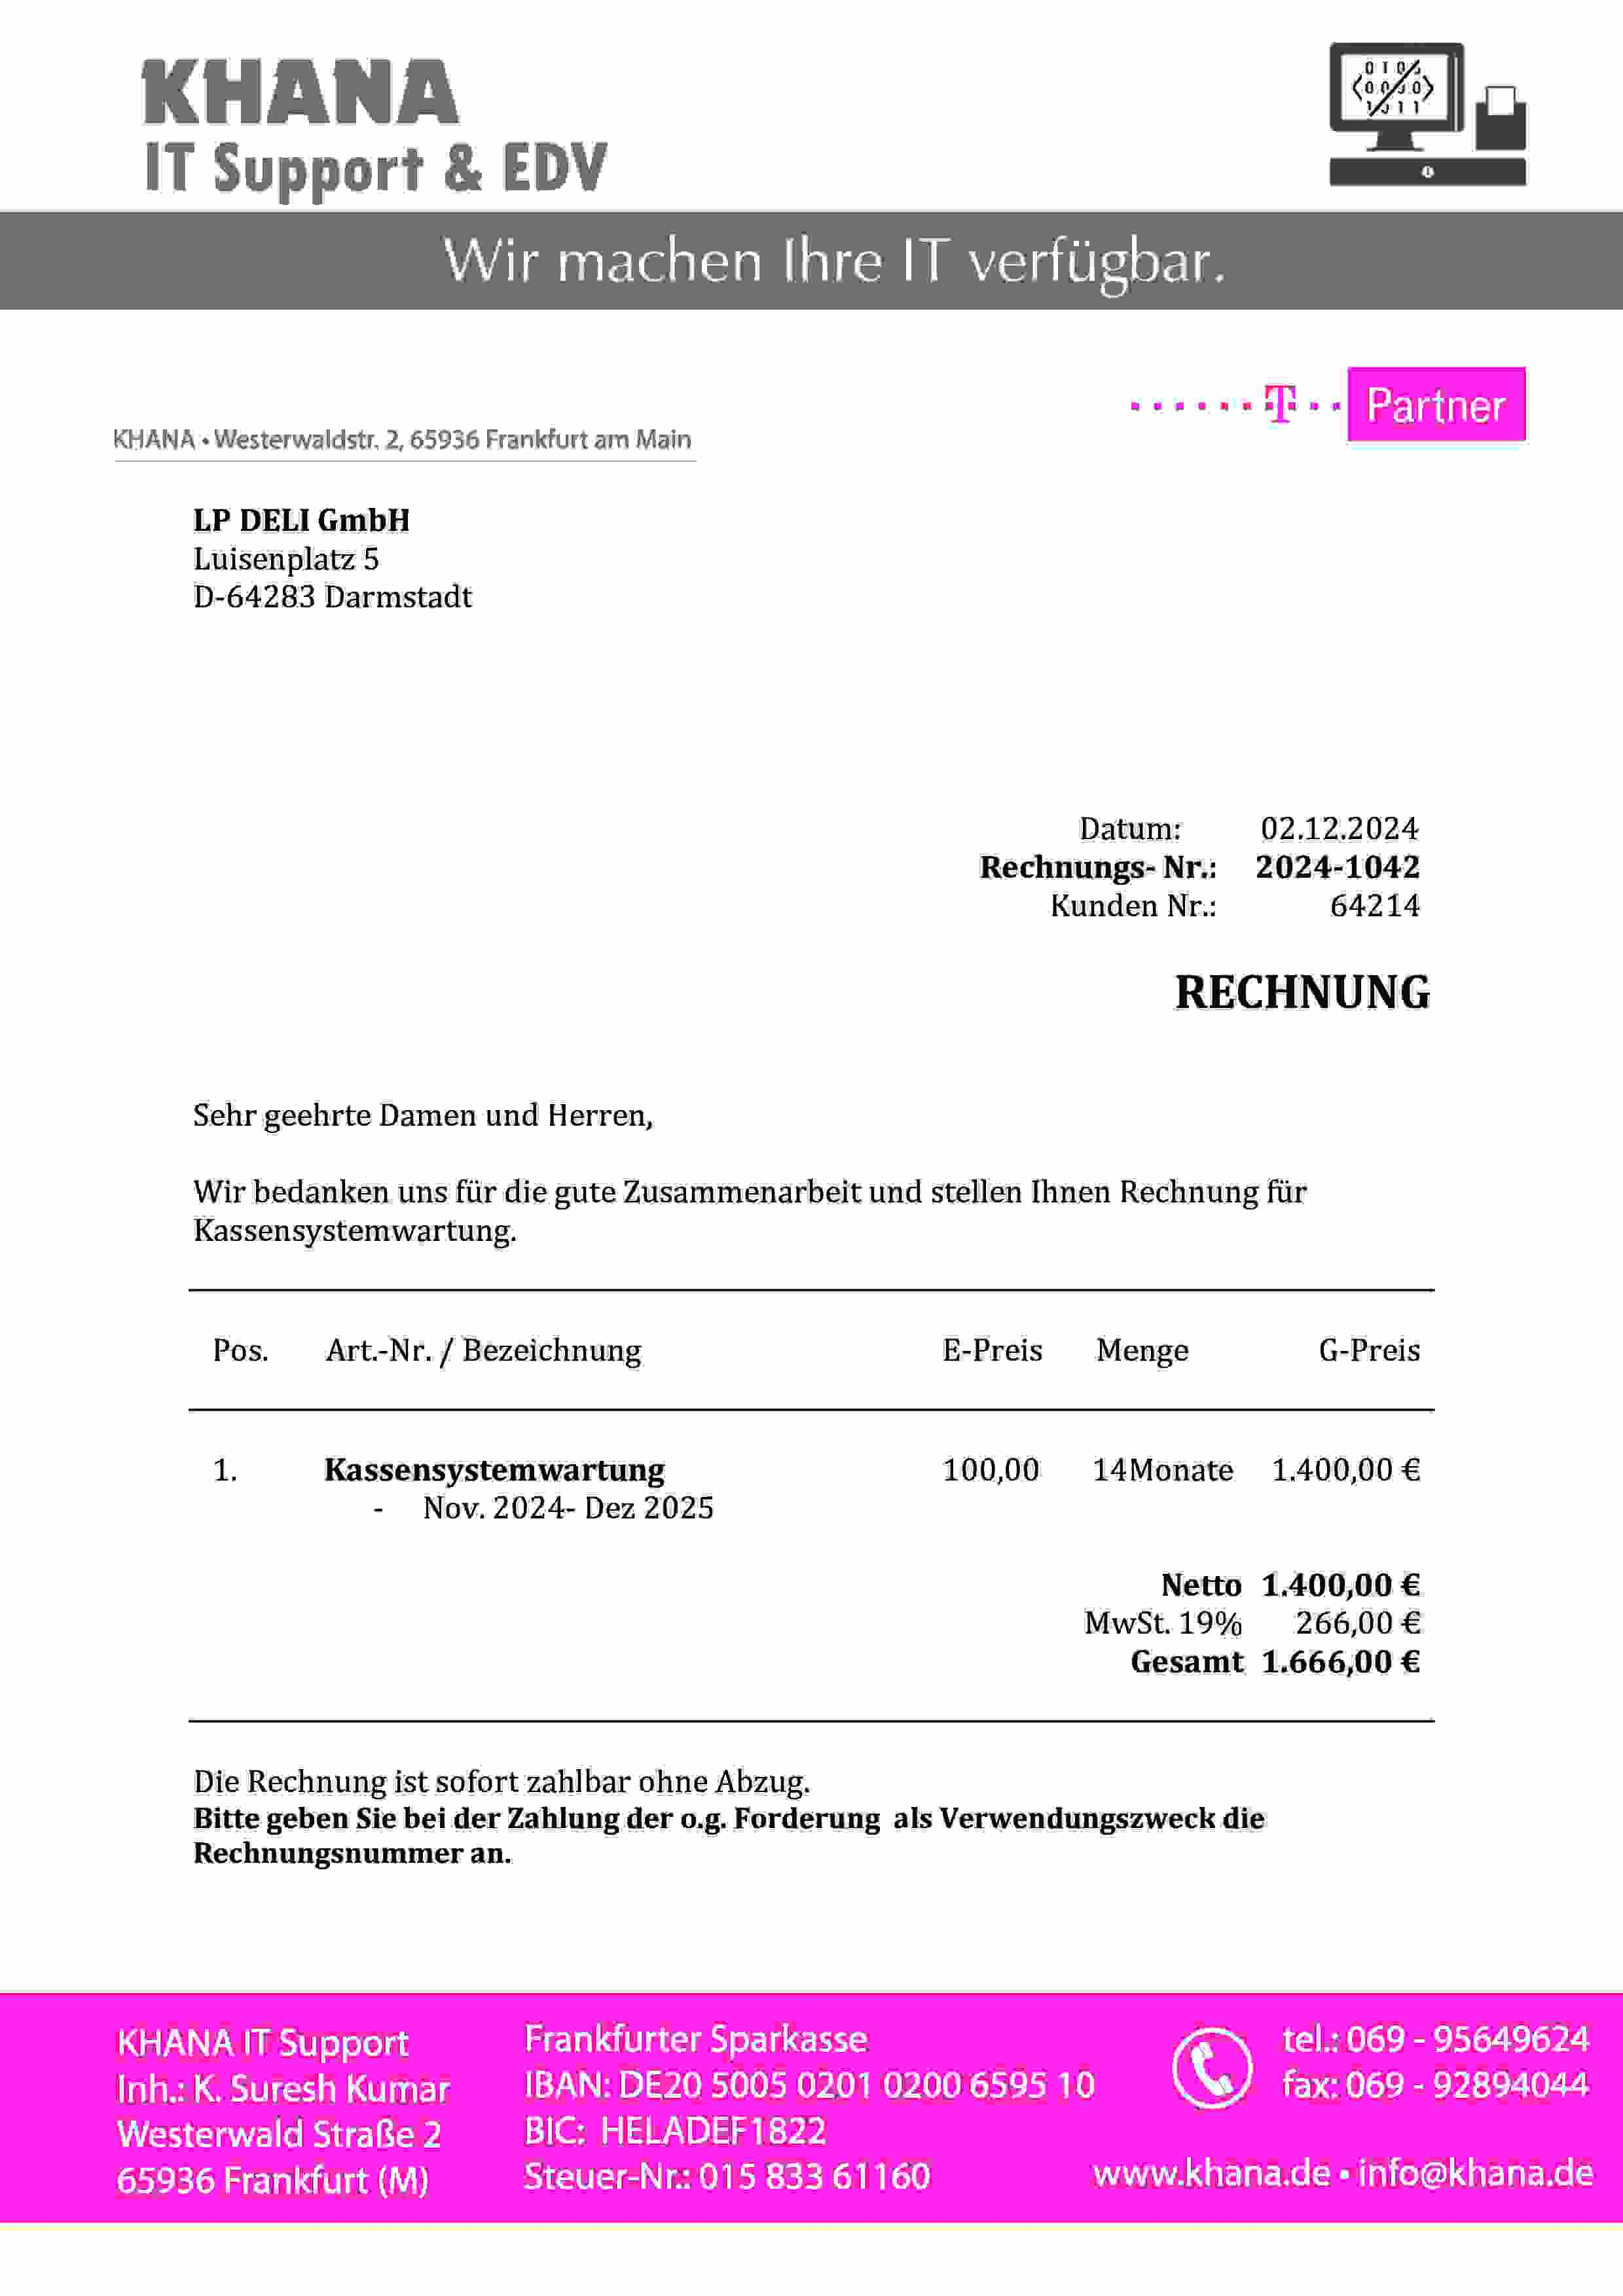 KHANA
IT Support & EDV
Wir machen Ihre IT verfügbar.
T Partner
KHANA • Westerwaldstr. 2, 65936 Frankfurt am Main
LP DELI GmbH
Luisenplatz 5
D-64283 Darmstadt
Datum: 02.12.2024
Rechnungs- Nr.: 2024-1042
Kunden Nr.: 64214
RECHNUNG
Sehr geehrte Damen und Herren,
Wir bedanken uns für die gute Zusammenarbeit und stellen Ihnen Rechnung für
Kassensystemwartung.
Pos. Art.-Nr. / Bezeichnung E-Preis Menge G-Preis
1. Kassensystemwartung 100,00 14Monate 1.400,00 €
- Nov. 2024- Dez 2025
Netto 1.400,00 €
MwSt. 19% 266,00 €
Gesamt 1.666,00 €
Die Rechnung ist sofort zahlbar ohne Abzug.
Bitte geben Sie bei der Zahlung der o.g. Forderung als Verwendungszweck die
Rechnungsnummer an.
KHANA IT Support
Inh.: K. Suresh Kumar
Westerwald Straße 2
65936 Frankfurt (M)
Frankfurter Sparkasse
IBAN: DE20 5005 0201 0200 6595 10
BIC: HELADEF1822
Steuer-Nr.: 015 833 61160
tel.: 069 - 95649624
fax: 069 - 92894044
www.khana.de • info@khana.de